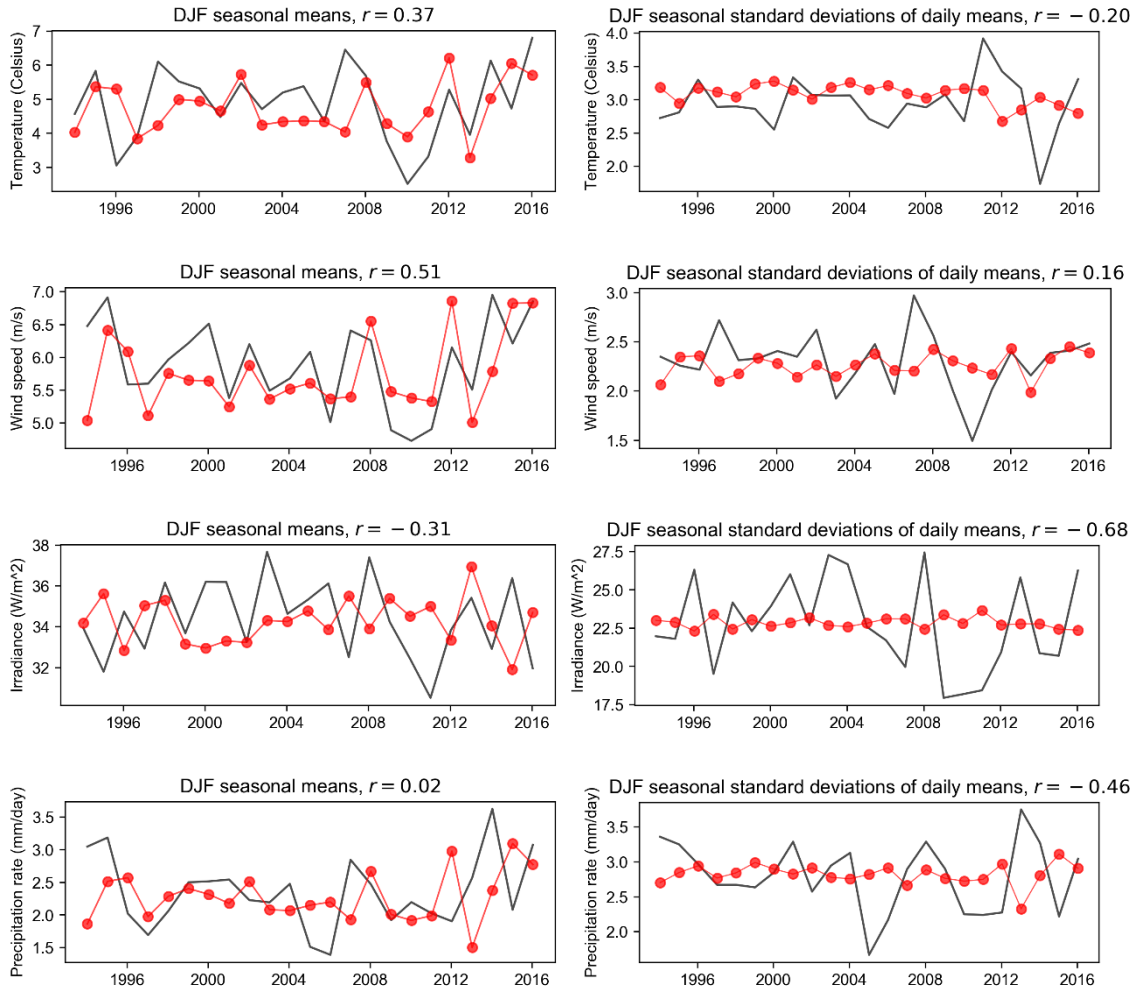 DJF seasonal means, r = 0.37
Temperature (Celsius)
7
6
5
4
3
1996 2000 2004 2008 2012 2016
DJF seasonal standard deviations of daily means, r = − 0.20
Temperature (Celsius)
4.0
3.5
3.0
2.5
2.0
1996 2000 2004 2008 2012 2016
DJF seasonal means, r = 0.51
Wind speed (m/s)
7.0
6.5
6.0
5.5
5.0
1996 2000 2004 2008 2012 2016
DJF seasonal standard deviations of daily means, r = 0.16
Wind speed (m/s)
3.0
2.5
2.0
1.5
1996 2000 2004 2008 2012 2016
DJF seasonal means, r = − 0.31
Irradiance (W/m^2)
38
36
34
32
1996 2000 2004 2008 2012 2016
DJF seasonal standard deviations of daily means, r = − 0.68
Irradiance (W/m^2)
27.5
25.0
22.5
20.0
17.5
1996 2000 2004 2008 2012 2016
DJF seasonal means, r = 0.02
Precipitation rate (mm/day)
3.5
3.0
2.5
2.0
1.5
1996 2000 2004 2008 2012 2016
DJF seasonal standard deviations of daily means, r = − 0.46
Precipitation rate (mm/day)
3.5
3.0
2.5
2.0
1996 2000 2004 2008 2012 2016